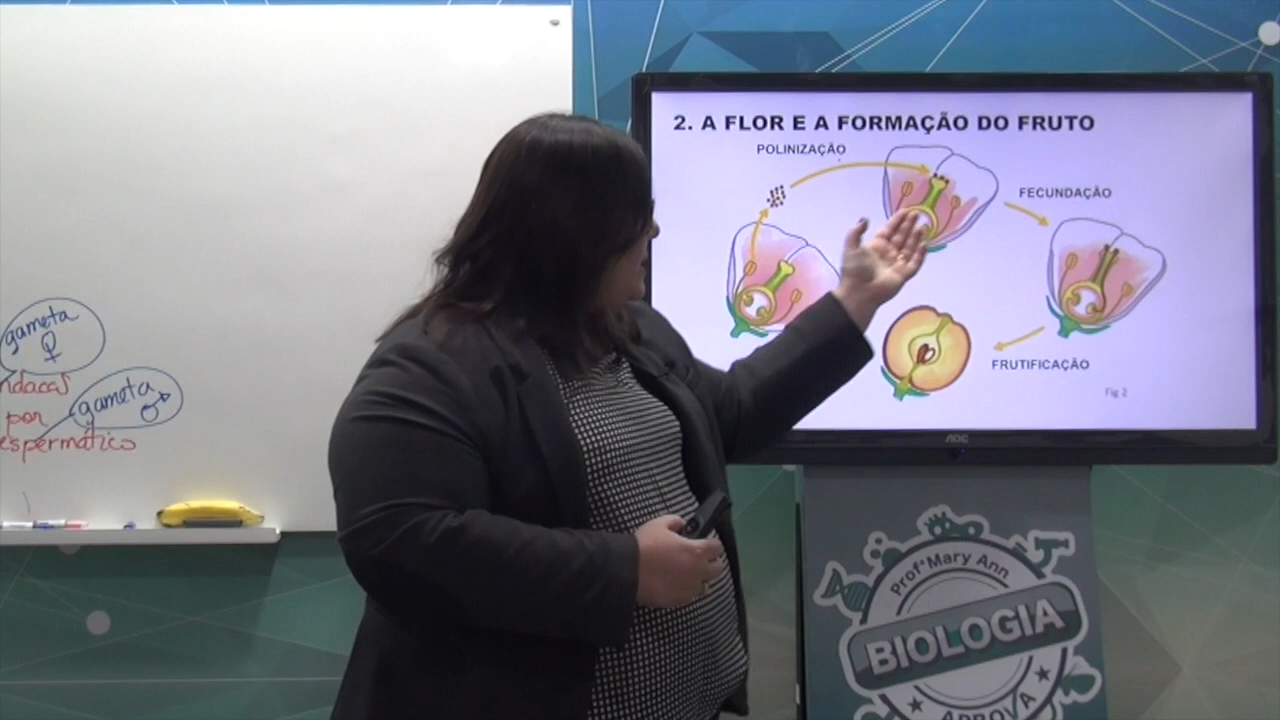 gameta
por
gameta
espermático
2. A FLOR E A FORMAÇÃO DO FRUTO
POLINIZAÇÃO
FECUNDAÇÃO
FRUTIFICAÇÃO
Fig 2
AOC
Profª Mary Ann
BIOLOGIA
APROVA